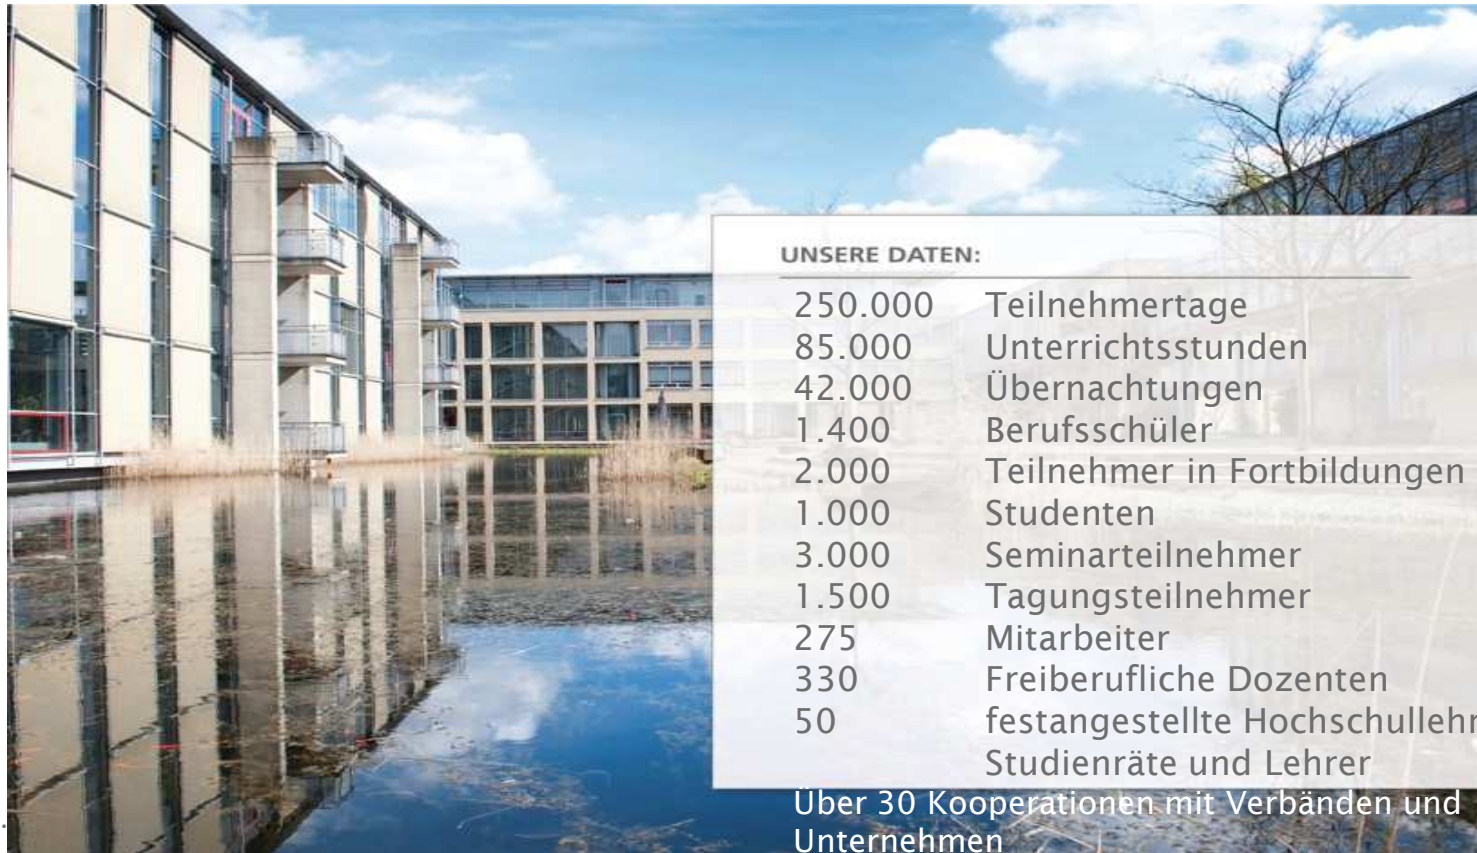 UNSERE DATEN:
250.000 Teilnehmertage
85.000 Unterrichtsstunden
42.000 Übernachtungen
1.400 Berufsschüler
2.000 Teilnehmer in Fortbildungen
1.000 Studenten
3.000 Seminarteilnehmer
1.500 Tagungsteilnehmer
275 Mitarbeiter
330 Freiberufliche Dozenten
50 festangestellte
Studienräte und Lehrer
Über 30 Kooperationen mit Verbänden und
Unternehmen